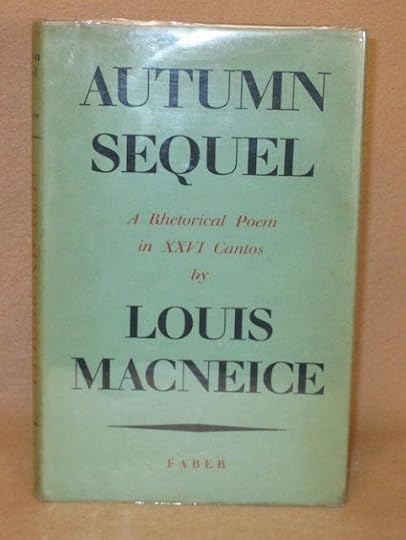 AUTUMN
SEQUEL
A Rhetorical Poem
in XXVI Cantos
by
LOUIS
MACNEICE
FABER